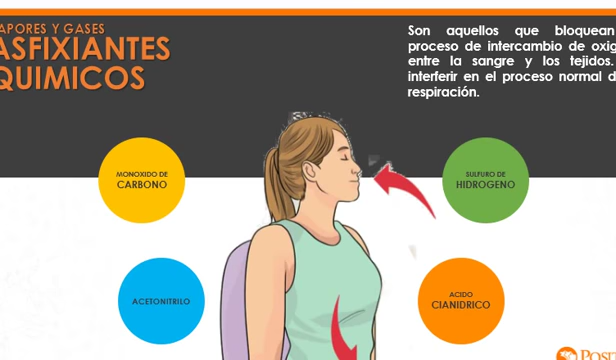 APORES Y GASES
ASFIXIANTES
QUIMICOS
Son aquellos que bloquean
proceso de intercambio de oxig
entre la sangre y los tejidos.
interferir en el proceso normal d
respiración.
MONOXIDO DE
CARBONO
SULFURO DE
HIDROGENO
ACETONITRILO
ACIDO
CIANIDRICO
POSI